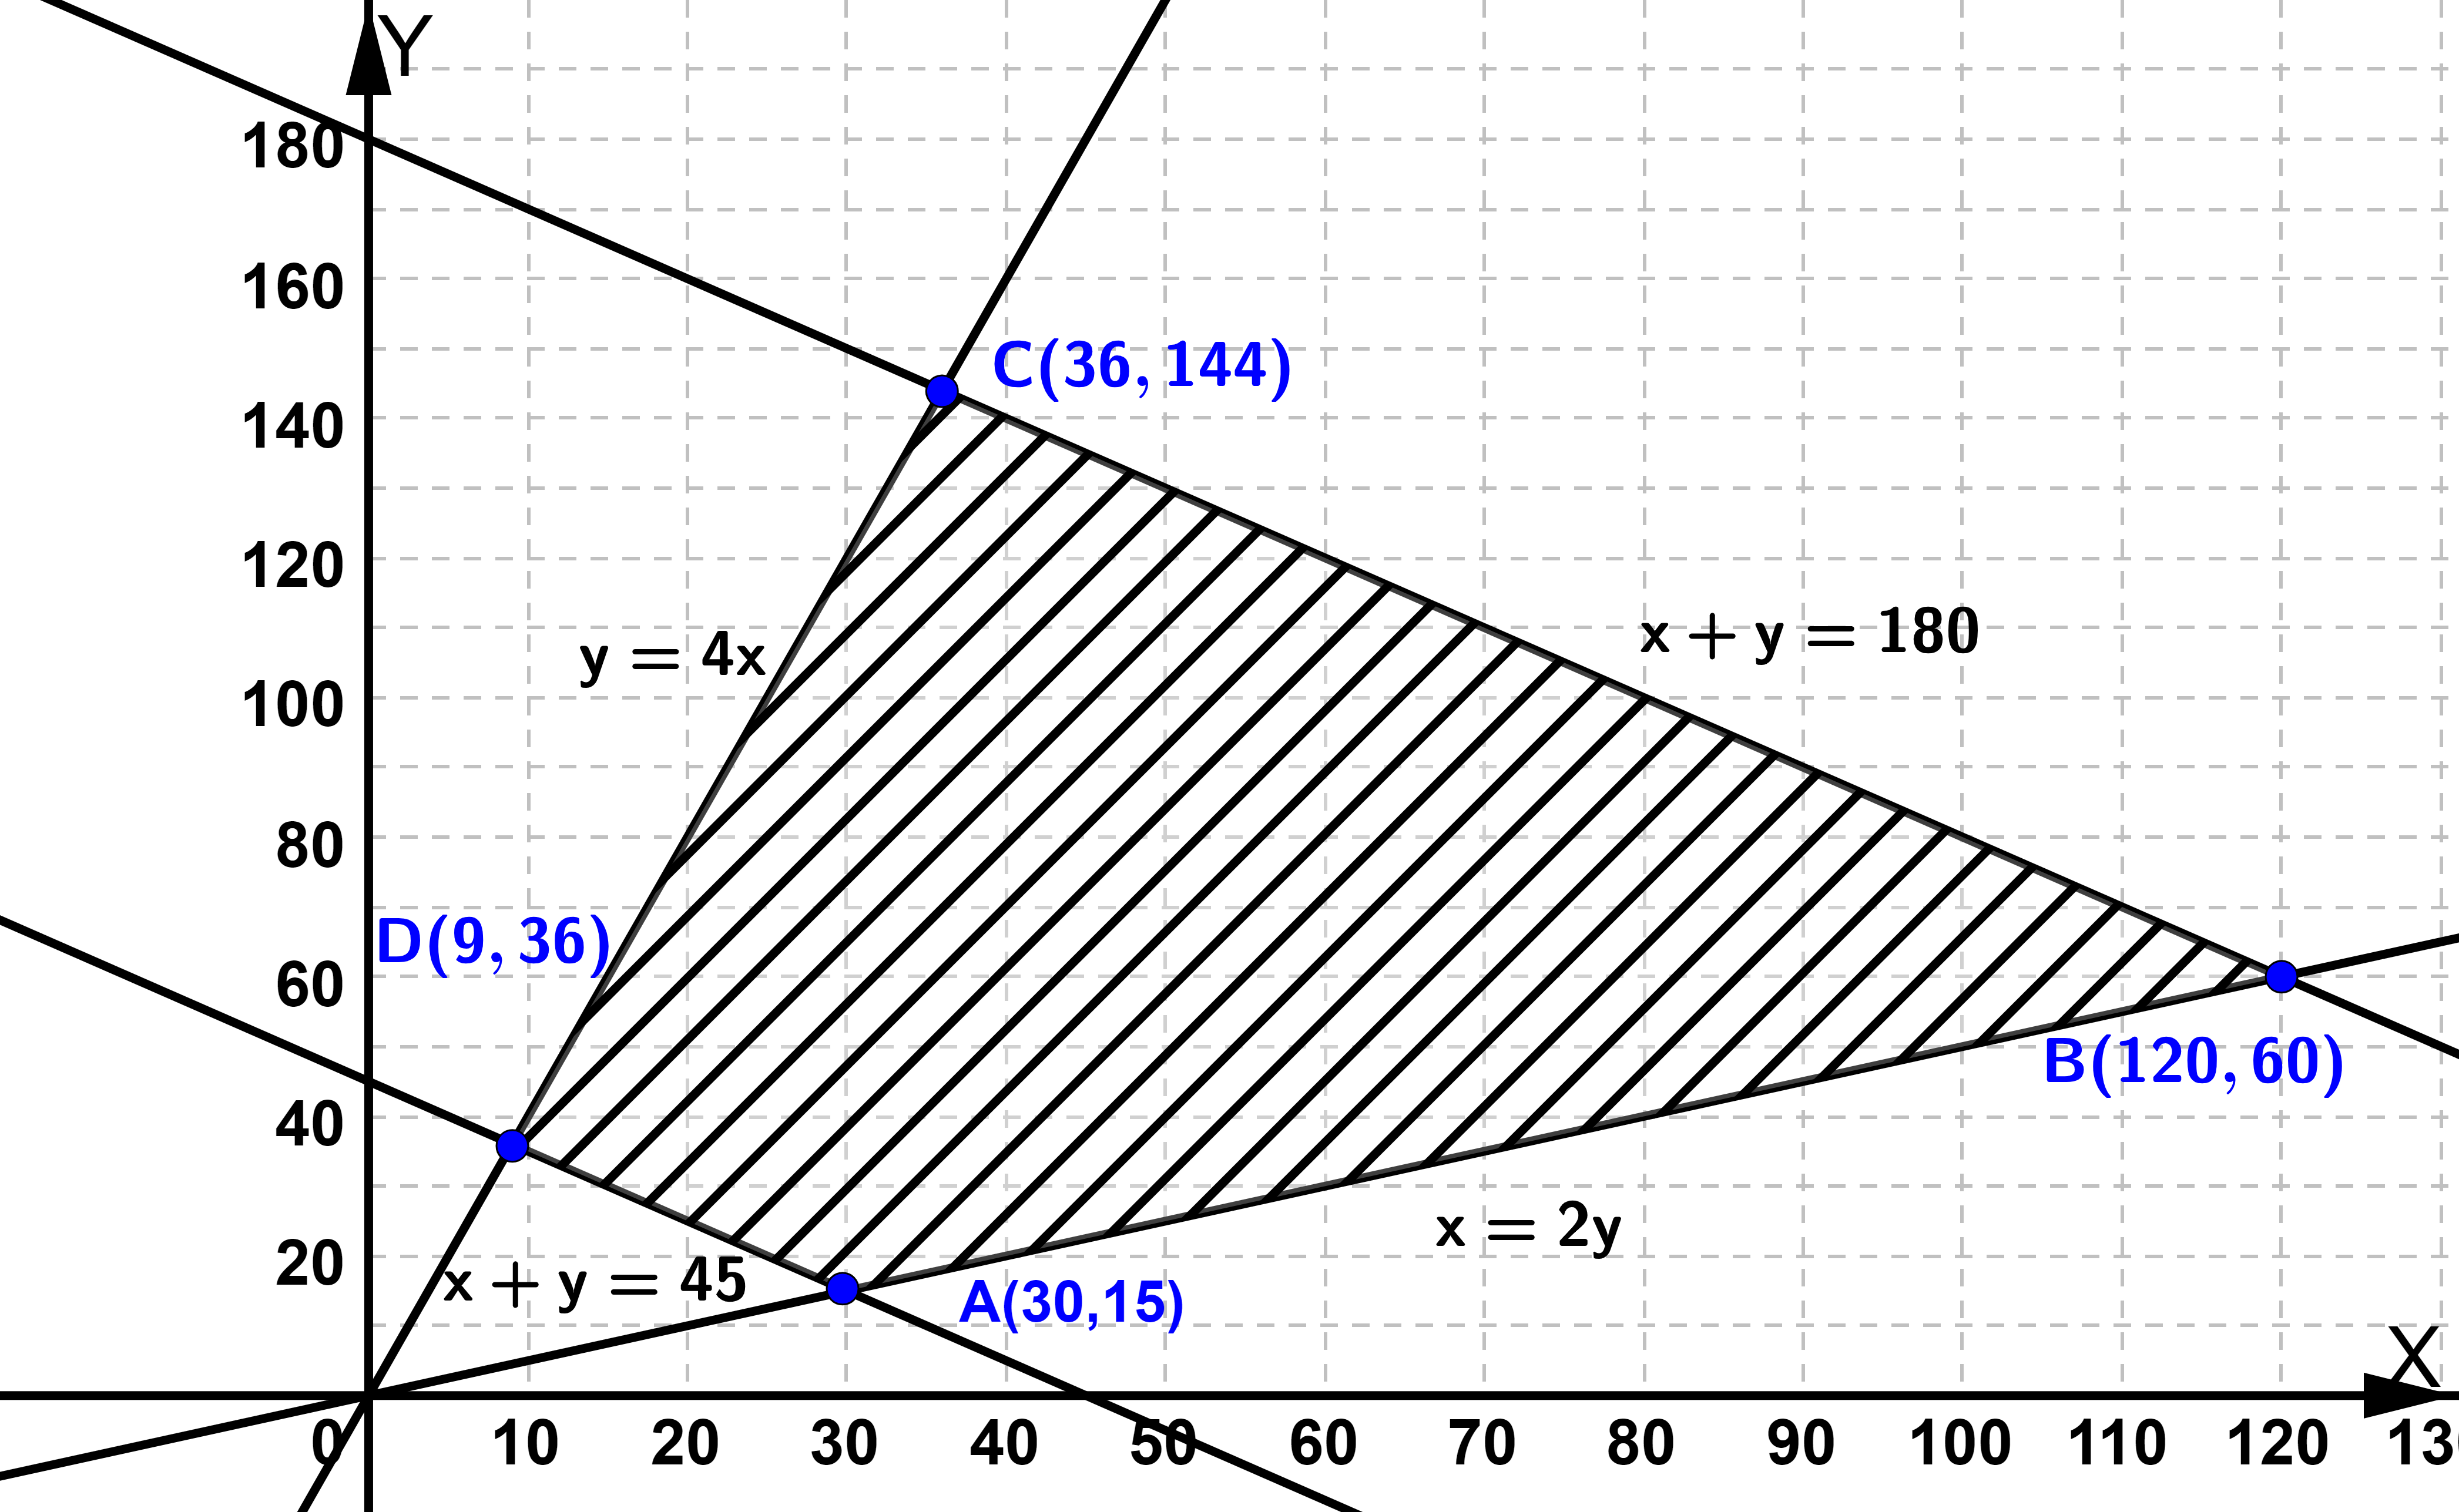 Y
180
160
C(36, 144)
140
120
x + y = 180
y = 4x
100
80
D(9, 36)
60
B(120, 60)
40
x = 2y
20
x + y = 45
A(30,15)
X
0 10 20 30 40 50 60 70 80 90 100 110 120